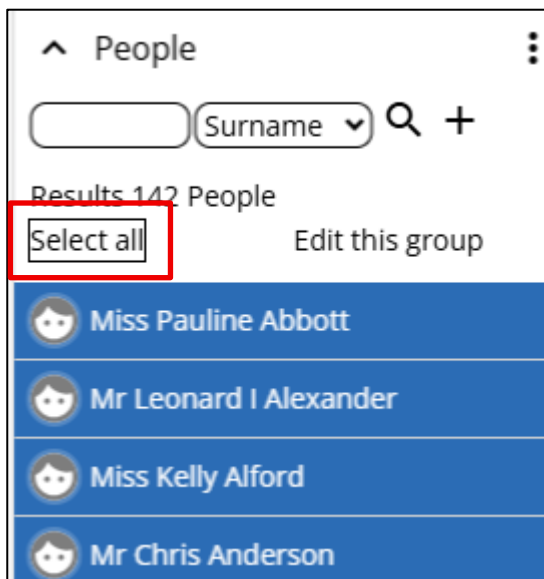 People
Surname
Results 142 People
Select all Edit this group
Miss Pauline Abbott
Mr Leonard I Alexander
Miss Kelly Alford
Mr Chris Anderson